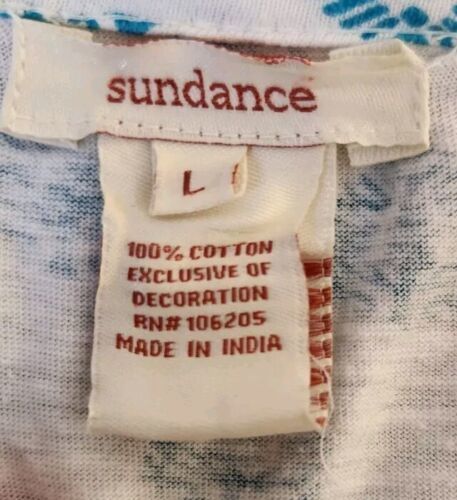 sundance
L
100% COTTON
EXCLUSIVE OF
DECORATION
RN# 106205
MADE IN INDIA